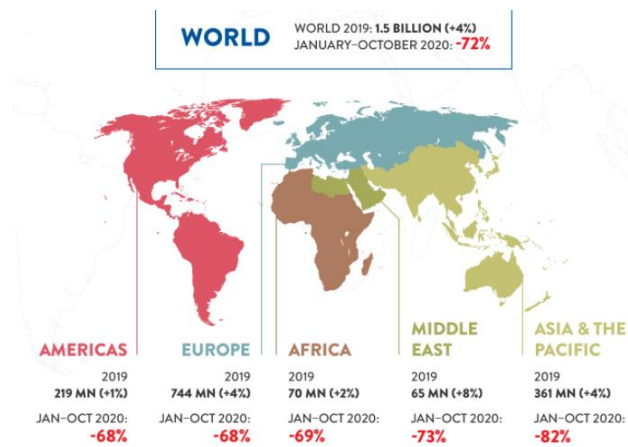 WORLD
WORLD 2019: 1.5 BILLION (+4%)
JANUARY–OCTOBER 2020: -72%
AMERICAS
2019
219 MN (+1%)
JAN–OCT 2020:
-68%
EUROPE
2019
744 MN (+4%)
JAN–OCT 2020:
-68%
AFRICA
2019
70 MN (+2%)
JAN–OCT 2020:
-69%
MIDDLE
EAST
2019
65 MN (+8%)
JAN–OCT 2020:
-73%
ASIA & THE
PACIFIC
2019
361 MN (+4%)
JAN–OCT 2020:
-82%